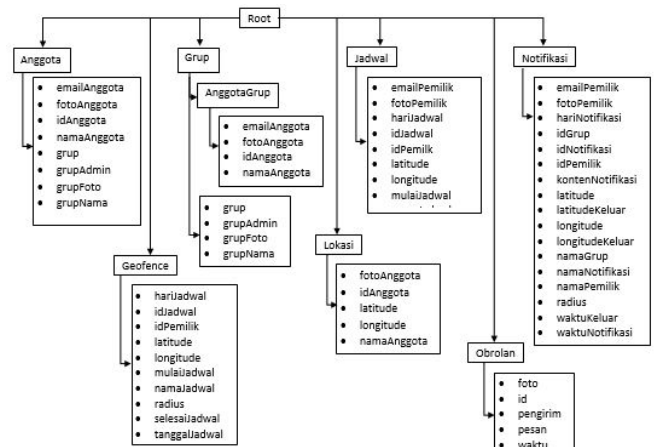 Root
Anggota
emailAnggota
fotoAnggota
idAnggota
namaAnggota
grup
grupAdmin
grupFoto
grupNama
Geofence
hariJadwal
idJadwal
idPemilik
latitude
longitude
mulaiJadwal
namaJadwal
radius
selesaiJadwal
tanggalJadwal
Grup
AnggotaGrup
emailAnggota
fotoAnggota
idAnggota
namaAnggota
grup
grupAdmin
grupFoto
grupNama
Lokasi
fotoAnggota
idAnggota
latitude
longitude
namaAnggota
Jadwal
emailPemilik
fotoPemilik
hariJadwal
idJadwal
idPemilk
latitude
longitude
mulaiJadwal
Obrolan
foto
id
pengirim
pesan
waktu
Notifikasi
emailPemilik
fotoPemilik
hariNotifikasi
idGrup
idNotifikasi
idPemilik
kontenNotifikasi
latitude
latitudeKeluar
longitude
longitudeKeluar
namaGrup
namaNotifikasi
namaPemilik
radius
waktuKeluar
waktuNotifikasi